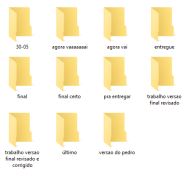 30-05
agora vaaaaaaai
agora vai
entregue
final
final certo
pra entregar
trabalho versao
final revisado
trabalho versao
final revisado e
corrigido
último
versao do pedro